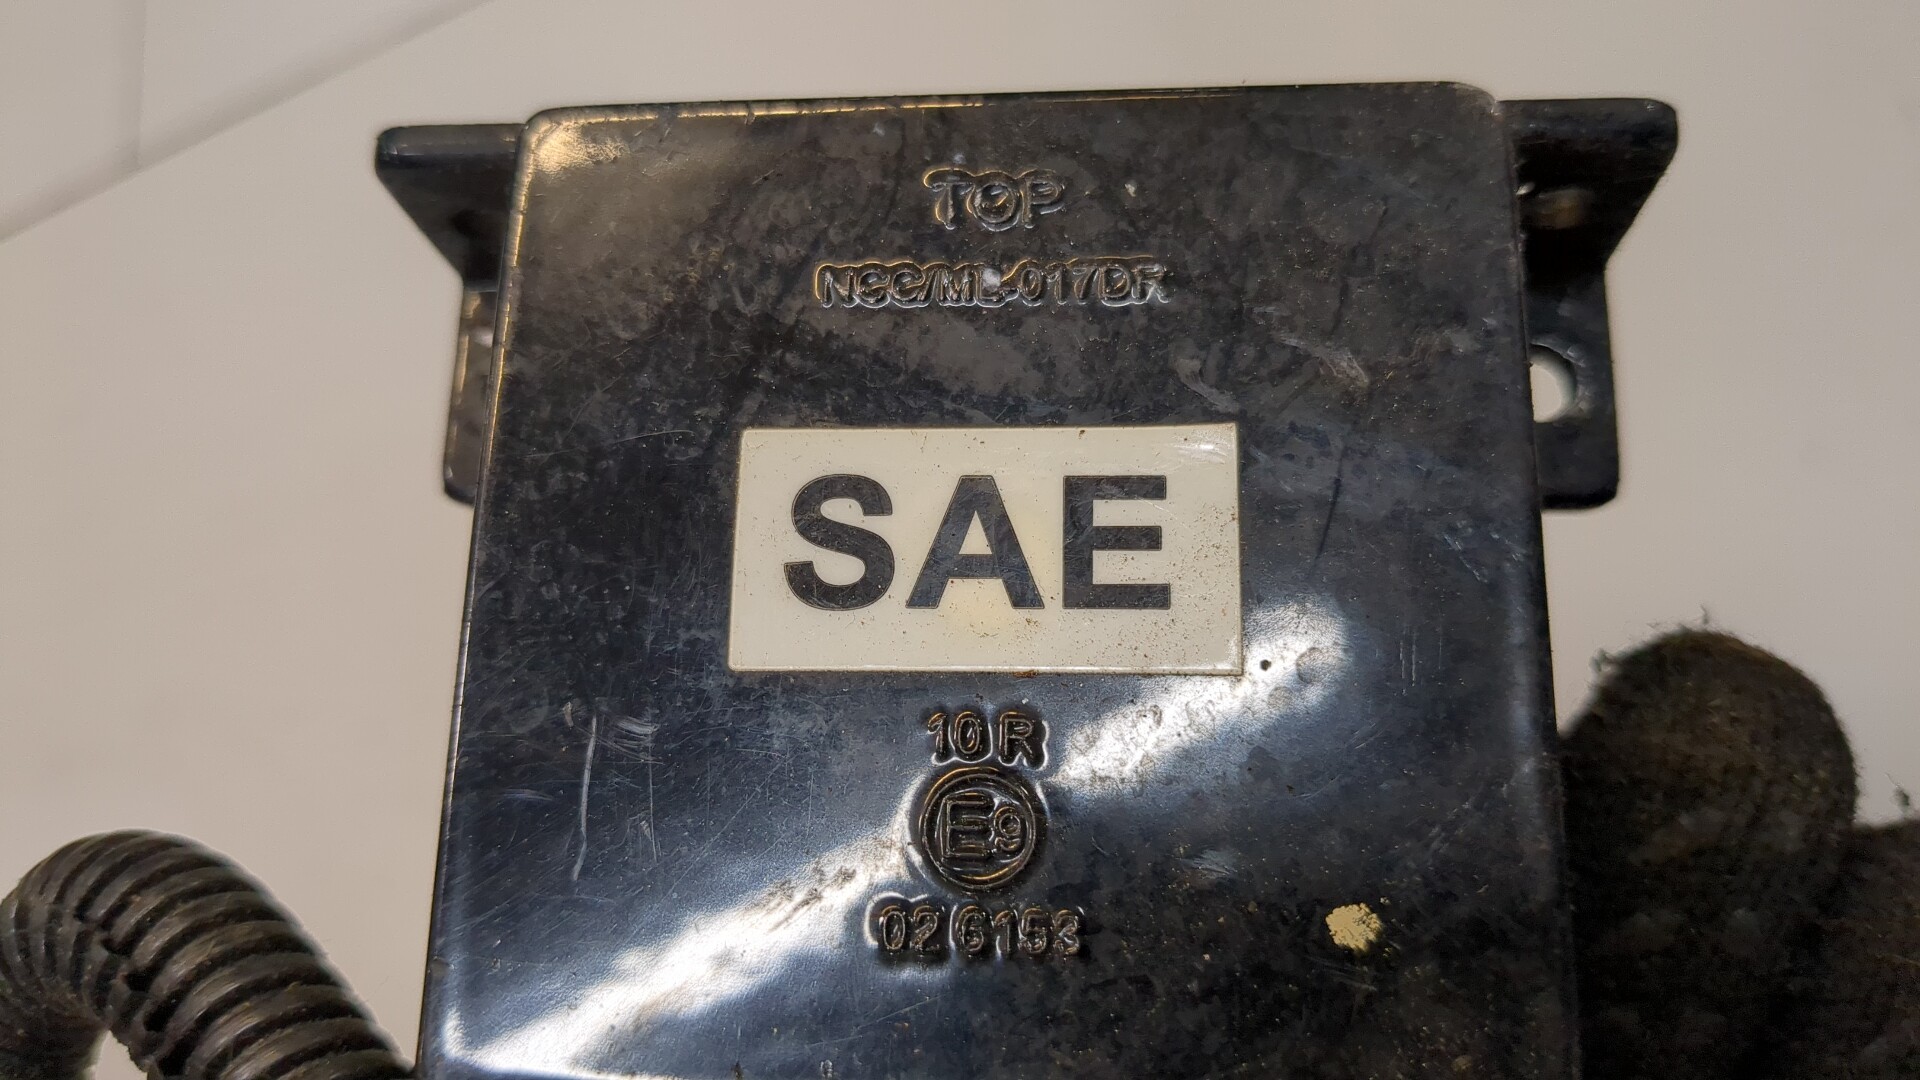 TOP
NCC/ML-017DR
SAE
10 R
E9
02 6153